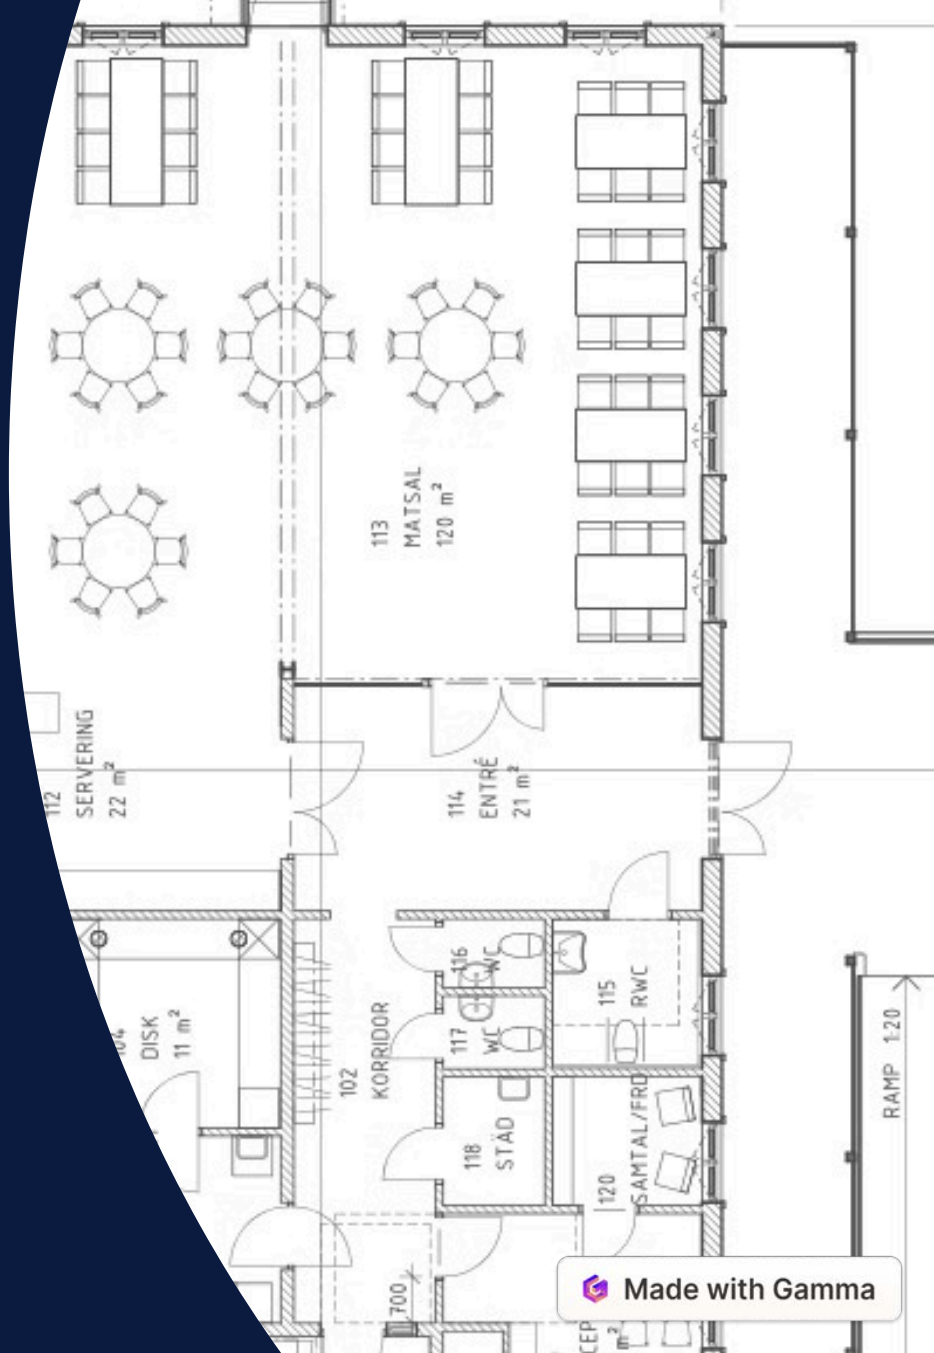 113
MATSAL
120 m²
112
SERVERING
22 m²
114
ENTRÉ
21 m²
DISK
11 m²
102
KORRIDOR
116
WC
117
WC
115
RWC
118
STÄD
120
SAMTAL/FRD
RAMP 1:20
700
m²
Made with Gamma